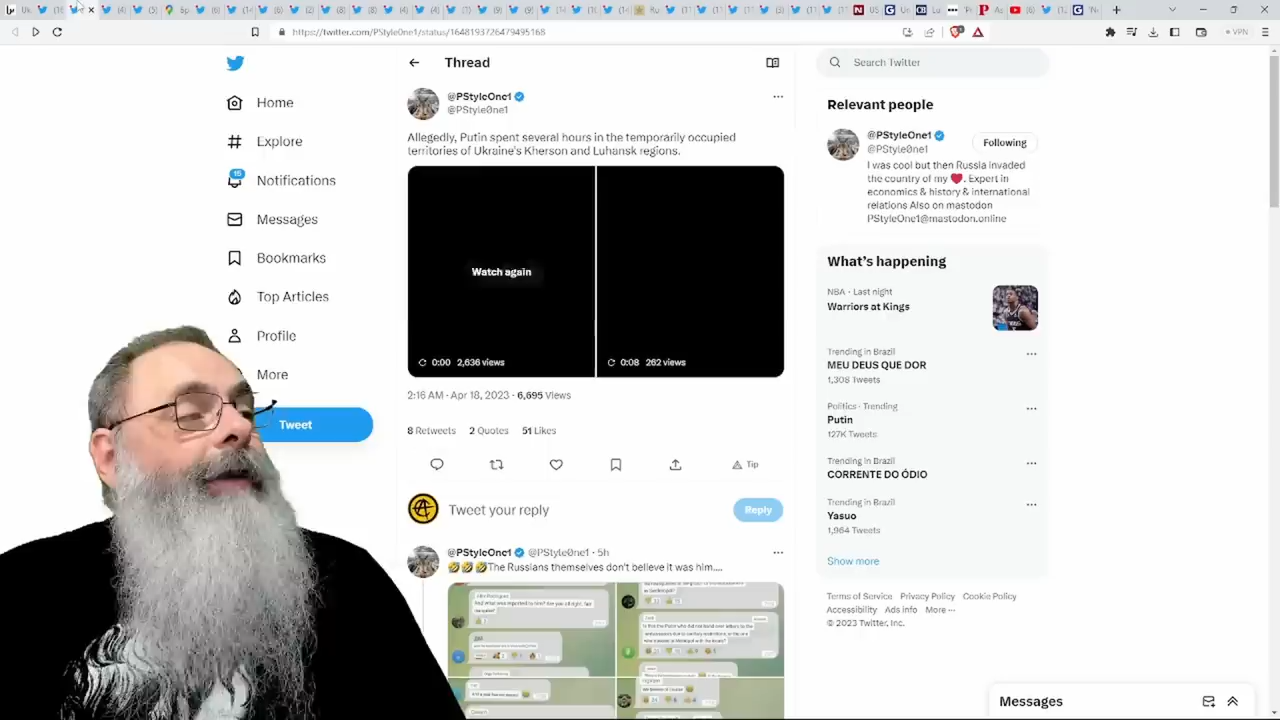 https://twitter.com/PStyle0ne1/status/1648193726479495168
VPN
Home
Explore
15
Notifications
Messages
Bookmarks
Top Articles
Profile
More
Tweet
Thread
@PStyleOne1
@PStyle0ne1
Allegedly, Putin spent several hours in the temporarily occupied
territories of Ukraine's Kherson and Luhansk regions.
Watch again
0:00 2,636 views
0:08 262 views
2:16 AM · Apr 18, 2023 · 6,695 Views
8 Retweets 2 Quotes 51 Likes
Tip
Tweet your reply
Reply
@PStyleOne1 @PStyle0ne1 · 5h
🤣🤣🤣The Russians themselves don't believe it was him....
Search Twitter
Relevant people
@PStyleOne1
@PStyle0ne1
Following
I was cool but then Russia invaded
the country of my ❤️. Expert in
economics & history & international
relations Also on mastodon
PStyleOne1@mastodon.online
What's happening
NBA · Last night
Warriors at Kings
Trending in Brazil
MEU DEUS QUE DOR
1,308 Tweets
Politics · Trending
Putin
127K Tweets
Trending in Brazil
CORRENTE DO ÓDIO
Trending in Brazil
Yasuo
1,964 Tweets
Show more
Terms of Service Privacy Policy Cookie Policy
Accessibility Ads info More ···
© 2023 Twitter, Inc.
Messages